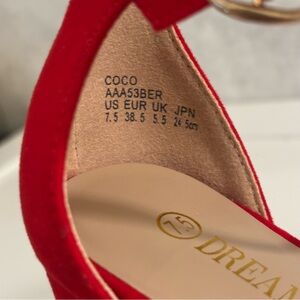 COCO
AAA53BER
US EUR UK JPN
7.5 38.5 5.5 24.5cm
7.5 DREAM